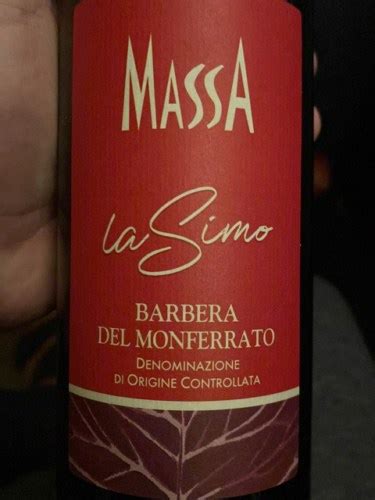 MASSA
la Simo
BARBERA
DEL MONFERRATO
DENOMINAZIONE
DI ORIGINE CONTROLLATA